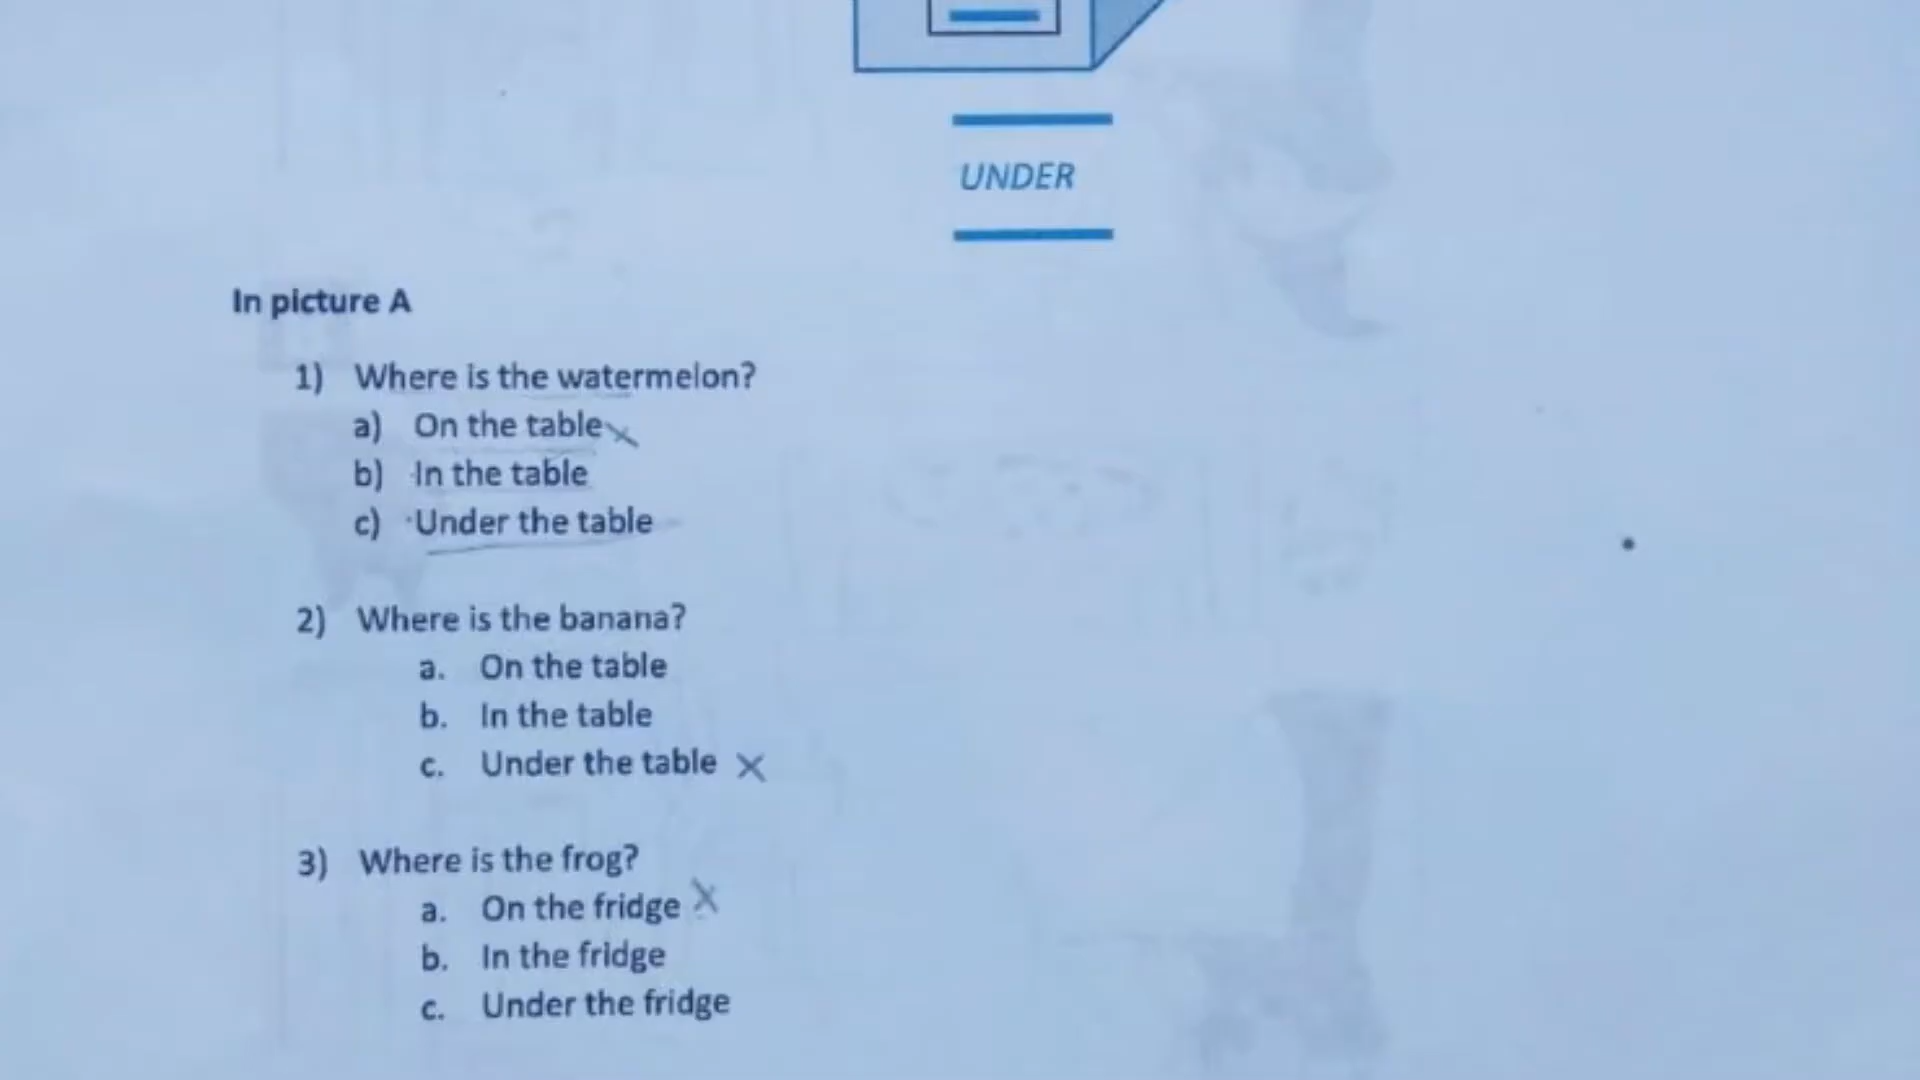 UNDER
In picture A
1) Where is the watermelon?
a) On the table x
b) In the table
c) Under the table
2) Where is the banana?
a. On the table
b. In the table
c. Under the table x
3) Where is the frog?
a. On the fridge x
b. In the fridge
c. Under the fridge